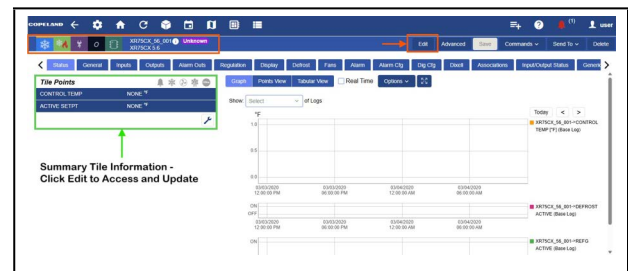 COPELAND
(1)
user
XR75CX_56_001 Unknown
XR75CX 5.6
Edit Advanced Save Commands Send To Delete
Status General Inputs Outputs Alarm Outs Regulation Display Defrost Fans Alarm Alarm Cfg Dig Cfg Dixell Associations Input/Output Status Generic
Tile Points
CONTROL TEMP NONE °F
ACTIVE SETPT NONE °F
Graph Points View Tabular View Real Time Options
Show: Select of Logs
Today < >
°F
1.0
0.5
0.0
03/03/2020 03/03/2020 03/04/2020 03/04/2020
12:00:00 PM 06:00:00 PM 12:00:00 AM 06:00:00 AM
XR75CX_56_001->CONTROL
TEMP [°F] (Base Log)
Summary Tile Information -
Click Edit to Access and Update
ON
OFF
03/03/2020 03/03/2020 03/04/2020 03/04/2020
12:00:00 PM 06:00:00 PM 12:00:00 AM 06:00:00 AM
XR75CX_56_001->DEFROST
ACTIVE (Base Log)
ON
XR75CX_56_001->REFG
ACTIVE (Base Log)